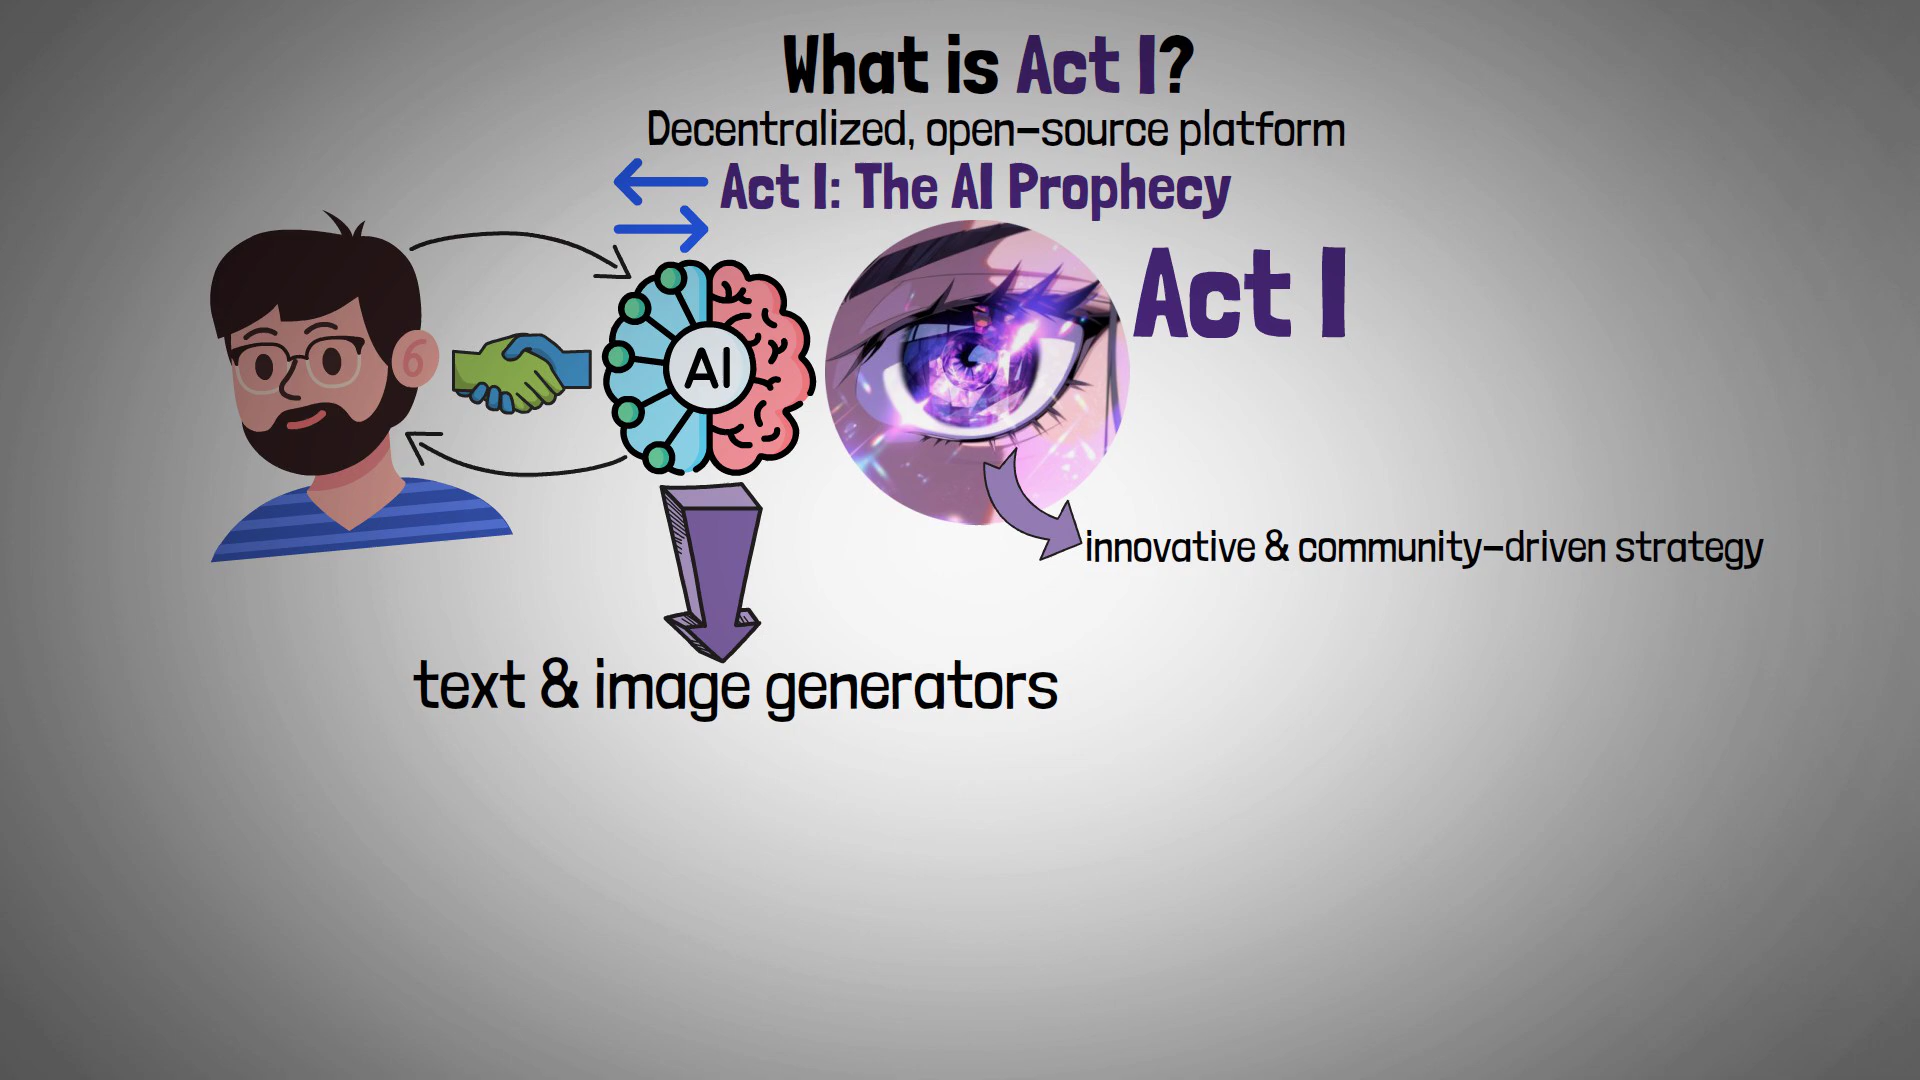 What is Act I?
Decentralized, open-source platform
Act I: The AI Prophecy
Act I
AI
innovative & community-driven strategy
text & image generators